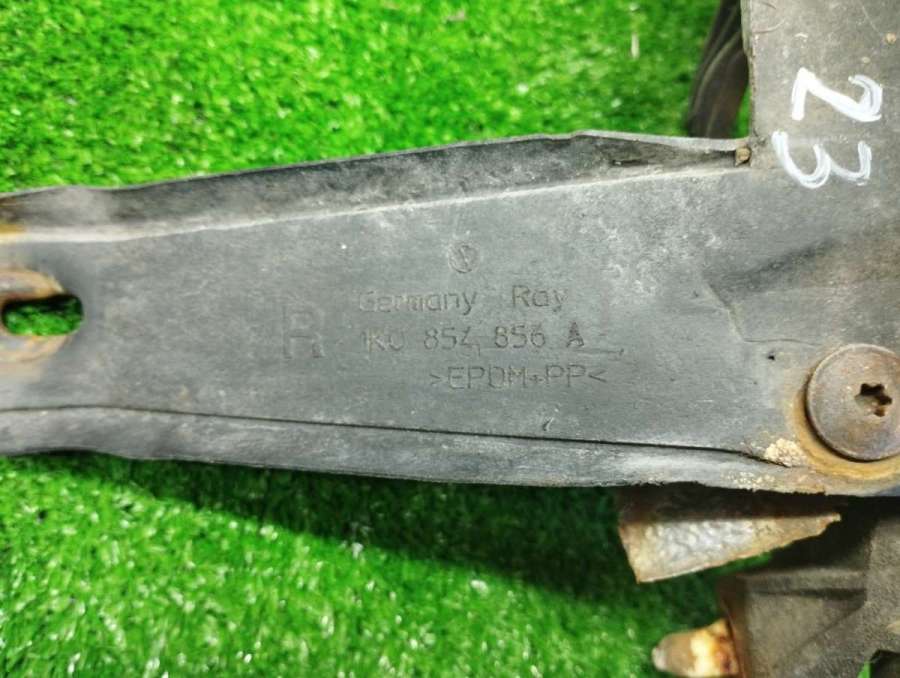 23
Germany Ray
R
1K0 854 856 A
>EPDM+PP<